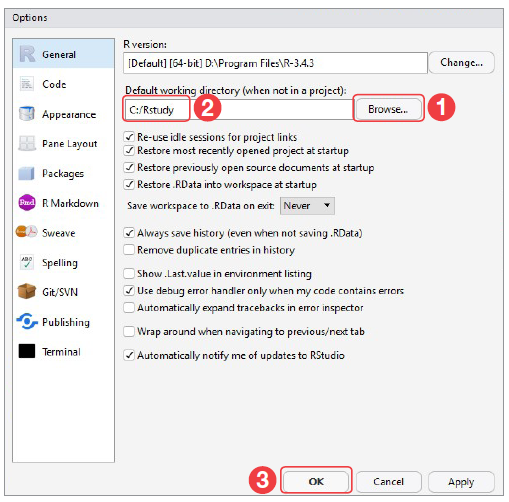 Options
General
Code
Appearance
Pane Layout
Packages
R Markdown
Sweave
Spelling
Git/SVN
Publishing
Terminal
R version:
[Default] [64-bit] D:\Program Files\R-3.4.3
Change...
Default working directory (when not in a project):
C:/Rstudy
2
Browse...
1
Re-use idle sessions for project links
Restore most recently opened project at startup
Restore previously open source documents at startup
Restore .RData into workspace at startup
Save workspace to .RData on exit: Never
Always save history (even when not saving .RData)
Remove duplicate entries in history
Show .Last.value in environment listing
Use debug error handler only when my code contains errors
Automatically expand tracebacks in error inspector
Wrap around when navigating to previous/next tab
Automatically notify me of updates to RStudio
3
OK
Cancel
Apply